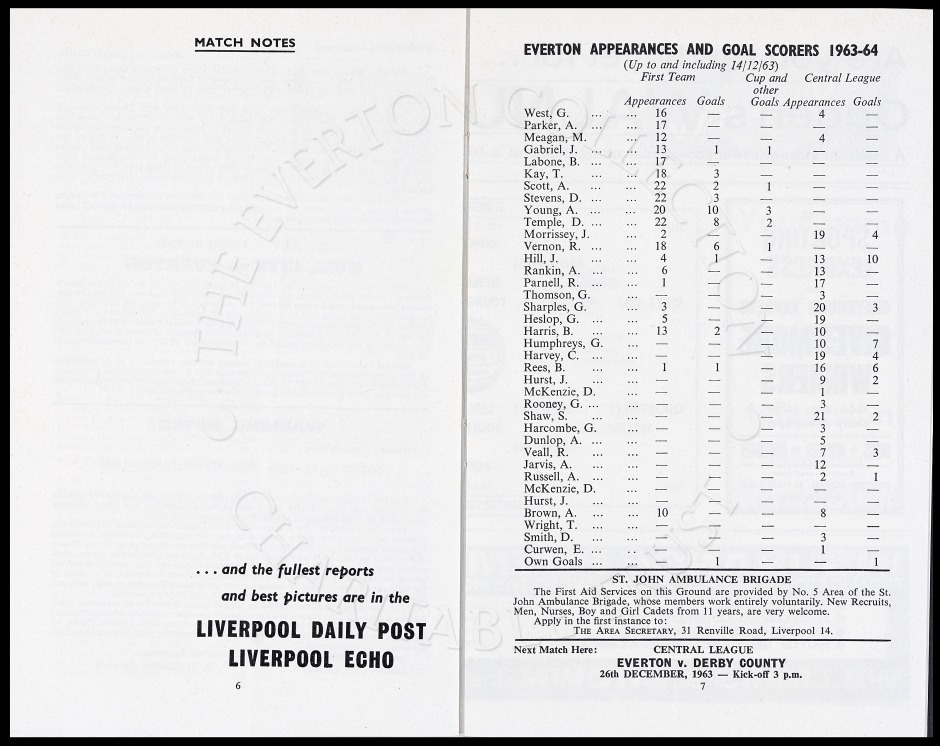 MATCH NOTES
... and the fullest reports
and best pictures are in the
LIVERPOOL DAILY POST
LIVERPOOL ECHO
6
EVERTON APPEARANCES AND GOAL SCORERS 1963-64
(Up to and including 14/12/63)
First Team Cup and other Central League
Appearances Goals Goals Appearances Goals
West, G. ... ... 16 — — 4 —
Parker, A. ... ... 17 — — — —
Meagan, M. ... 12 — — 4 —
Gabriel, J. ... ... 13 1 1 — —
Labone, B. ... ... 17 — — — —
Kay, T. ... ... 18 3 — — —
Scott, A. ... ... 22 2 1 — —
Stevens, D. ... ... 22 3 — — —
Young, A. ... ... 20 10 3 — —
Temple, D. ... ... 22 8 2 — —
Morrissey, J. ... 2 — — 19 4
Vernon, R. ... ... 18 6 1 — —
Hill, J. ... ... 4 1 — 13 10
Rankin, A. ... ... 6 — — 13 —
Parnell, R. ... ... 1 — — 17 —
Thomson, G. ... — — — 3 —
Sharples, G. ... 3 — — 20 3
Heslop, G. ... ... 5 — — 19 —
Harris, B. ... ... 13 2 — 10 —
Humphreys, G. ... — — — 10 7
Harvey, C. ... ... — — — 19 4
Rees, B. ... ... 1 1 — 16 6
Hurst, J. ... ... — — — 9 2
McKenzie, D. ... — — — 1 —
Rooney, G. ... ... — — — 3 —
Shaw, S. ... ... — — — 21 2
Harcombe, G. ... — — — 3 —
Dunlop, A. ... ... — — — 5 —
Veall, R. ... ... — — — 7 3
Jarvis, A. ... ... — — — 12 —
Russell, A. ... ... — — — 2 1
McKenzie, D. ... — — — — —
Hurst, J. ... ... — — — — —
Brown, A. ... ... 10 — — 8 —
Wright, T. ... ... — — — — —
Smith, D. ... ... — — — 3 —
Curwen, E. ... .. — — — 1 —
Own Goals ... ... — 1 — — 1
ST. JOHN AMBULANCE BRIGADE
The First Aid Services on this Ground are provided by No. 5 Area of the St.
John Ambulance Brigade, whose members work entirely voluntarily. New Recruits,
Men, Nurses, Boy and Girl Cadets from 11 years, are very welcome.
Apply in the first instance to:
THE AREA SECRETARY, 31 Renville Road, Liverpool 14.
Next Match Here: CENTRAL LEAGUE
EVERTON v. DERBY COUNTY
26th DECEMBER, 1963 — Kick-off 3 p.m.
7
© THE EVERTON COLLECTION CHARITABLE TRUST